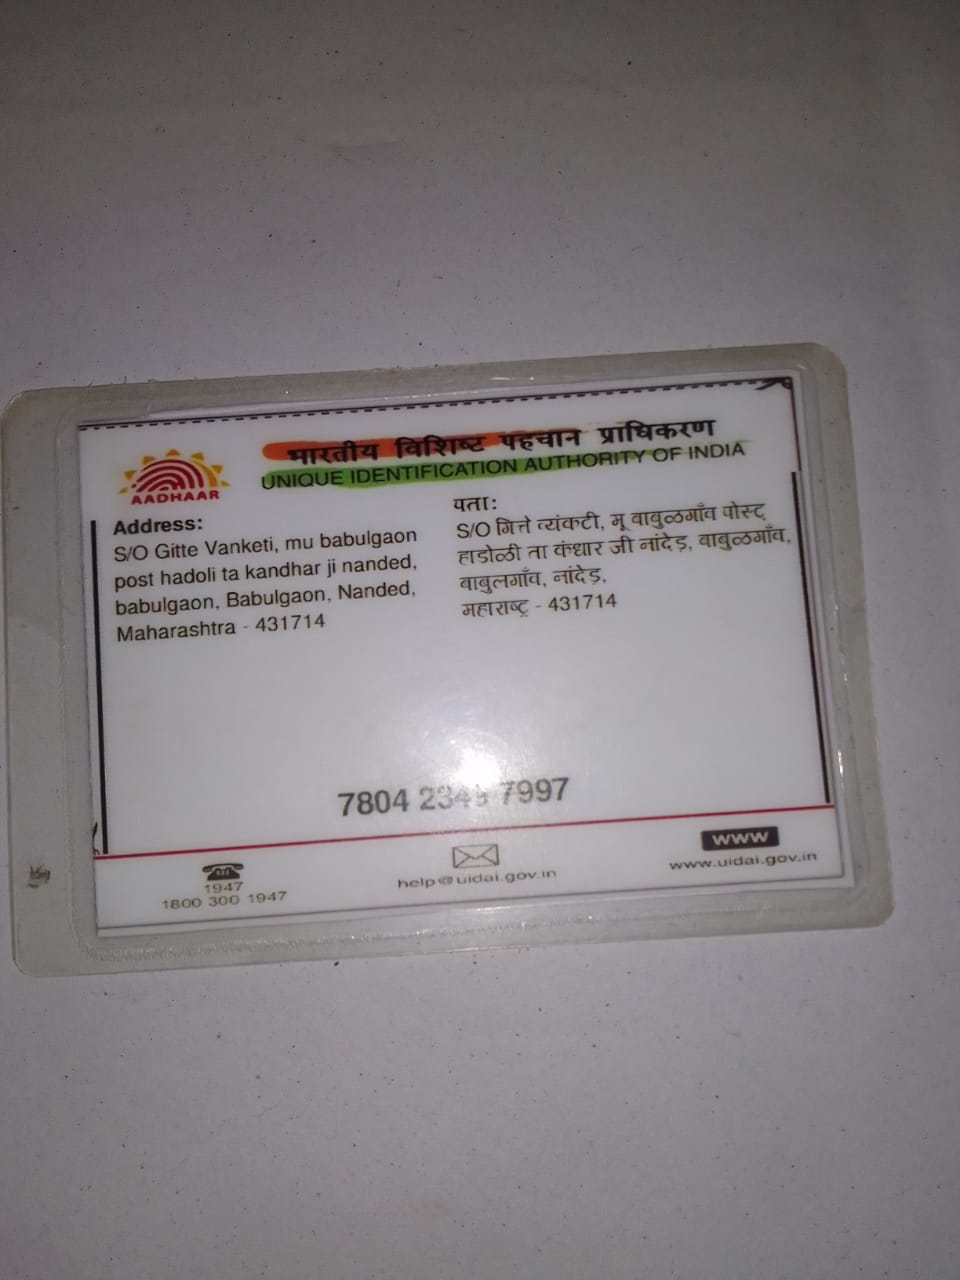 भारतीय विशिष्ट पहचान प्राधिकरण
UNIQUE IDENTIFICATION AUTHORITY OF INDIA
AADHAAR
Address:
S/O Gitte Vanketi, mu babulgaon
post hadoli ta kandhar ji nanded,
babulgaon, Babulgaon, Nanded,
Maharashtra - 431714
पता:
S/O गित्ते व्यंकटी, मू बाबुळगाँव पोस्ट्
हाडोळी ता कंधार जी नांदेड़, बाबुळगाँव,
बाबुलगाँव, नांदेड़,
महाराष्ट्र - 431714
7804 7997
1947
1800 300 1947
help@uidai.gov.in
www
www.uidai.gov.in